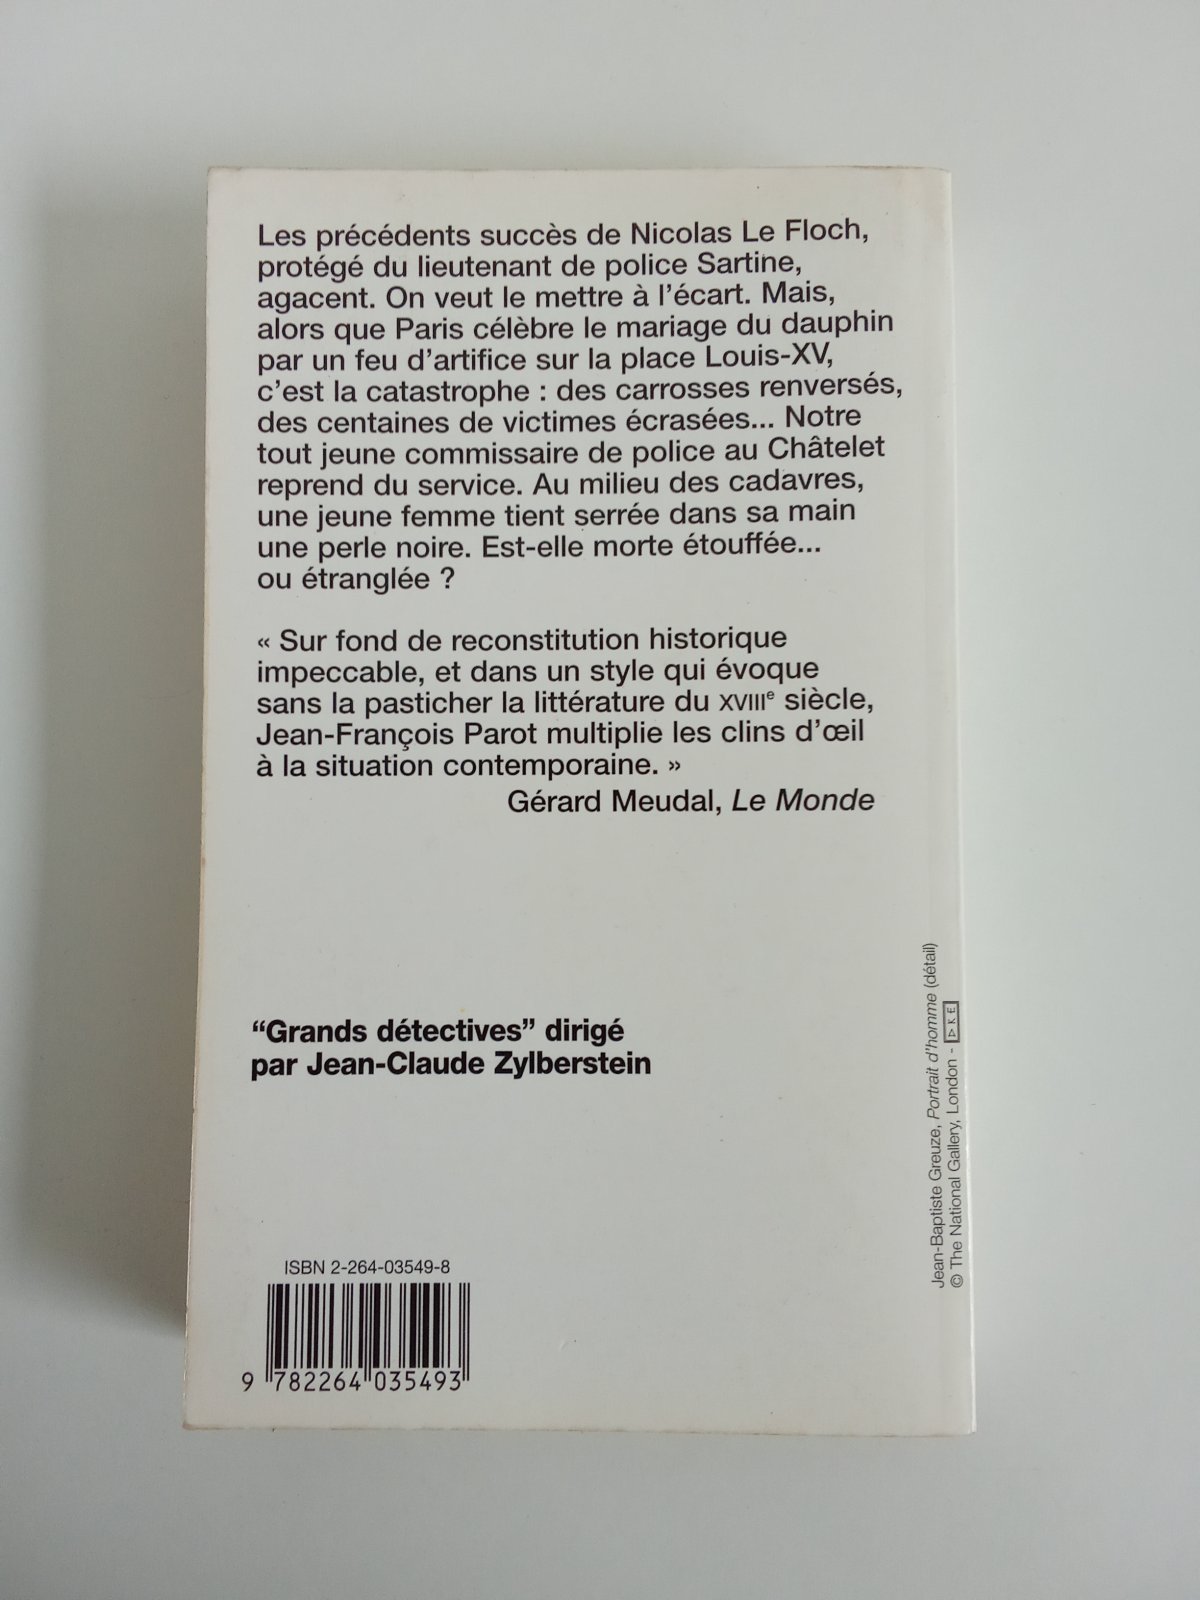 Les précédents succès de Nicolas Le Floch,
protégé du lieutenant de police Sartine,
agacent. On veut le mettre à l'écart. Mais,
alors que Paris célèbre le mariage du dauphin
par un feu d'artifice sur la place Louis-XV,
c'est la catastrophe : des carrosses renversés,
des centaines de victimes écrasées... Notre
tout jeune commissaire de police au Châtelet
reprend du service. Au milieu des cadavres,
une jeune femme tient serrée dans sa main
une perle noire. Est-elle morte étouffée...
ou étranglée ?
« Sur fond de reconstitution historique
impeccable, et dans un style qui évoque
sans la pasticher la littérature du XVIIIe siècle,
Jean-François Parot multiplie les clins d'œil
à la situation contemporaine. »
Gérard Meudal, Le Monde
“Grands détectives” dirigé
par Jean-Claude Zylberstein
Jean-Baptiste Greuze, Portrait d'homme (détail)
© The National Gallery, London - DKE
ISBN 2-264-03549-8
9 782264 035493